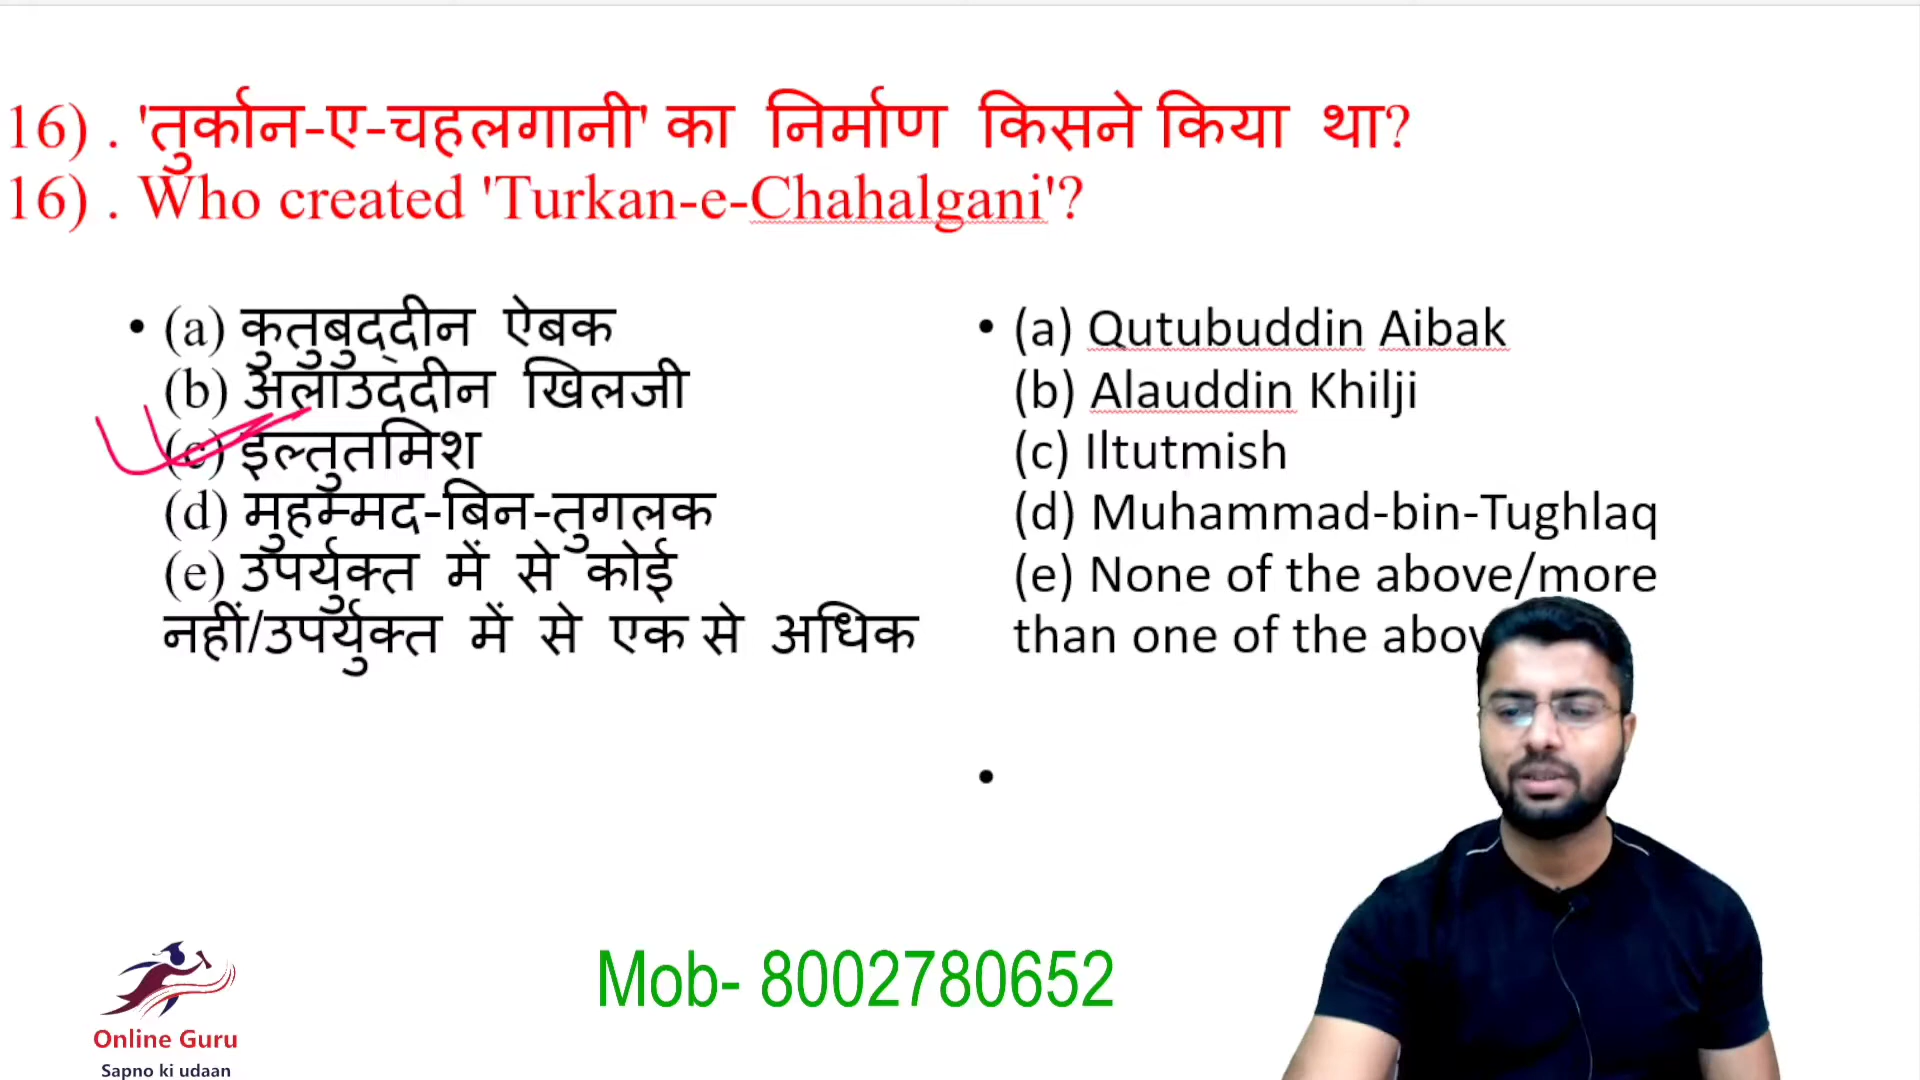 16) . 'तुर्कान-ए-चहलगानी' का निर्माण किसने किया था?
16) . Who created 'Turkan-e-Chahalgani'?
• (a) कुतुबुद्दीन ऐबक
(b) अलाउद्दीन खिलजी
(c) इल्तुतमिश
(d) मुहम्मद-बिन-तुगलक
(e) उपर्युक्त में से कोई
नहीं/उपर्युक्त में से एक से अधिक
• (a) Qutubuddin Aibak
(b) Alauddin Khilji
(c) Iltutmish
(d) Muhammad-bin-Tughlaq
(e) None of the above/more
than one of the abov
•
Mob- 8002780652
Online Guru
Sapno ki udaan